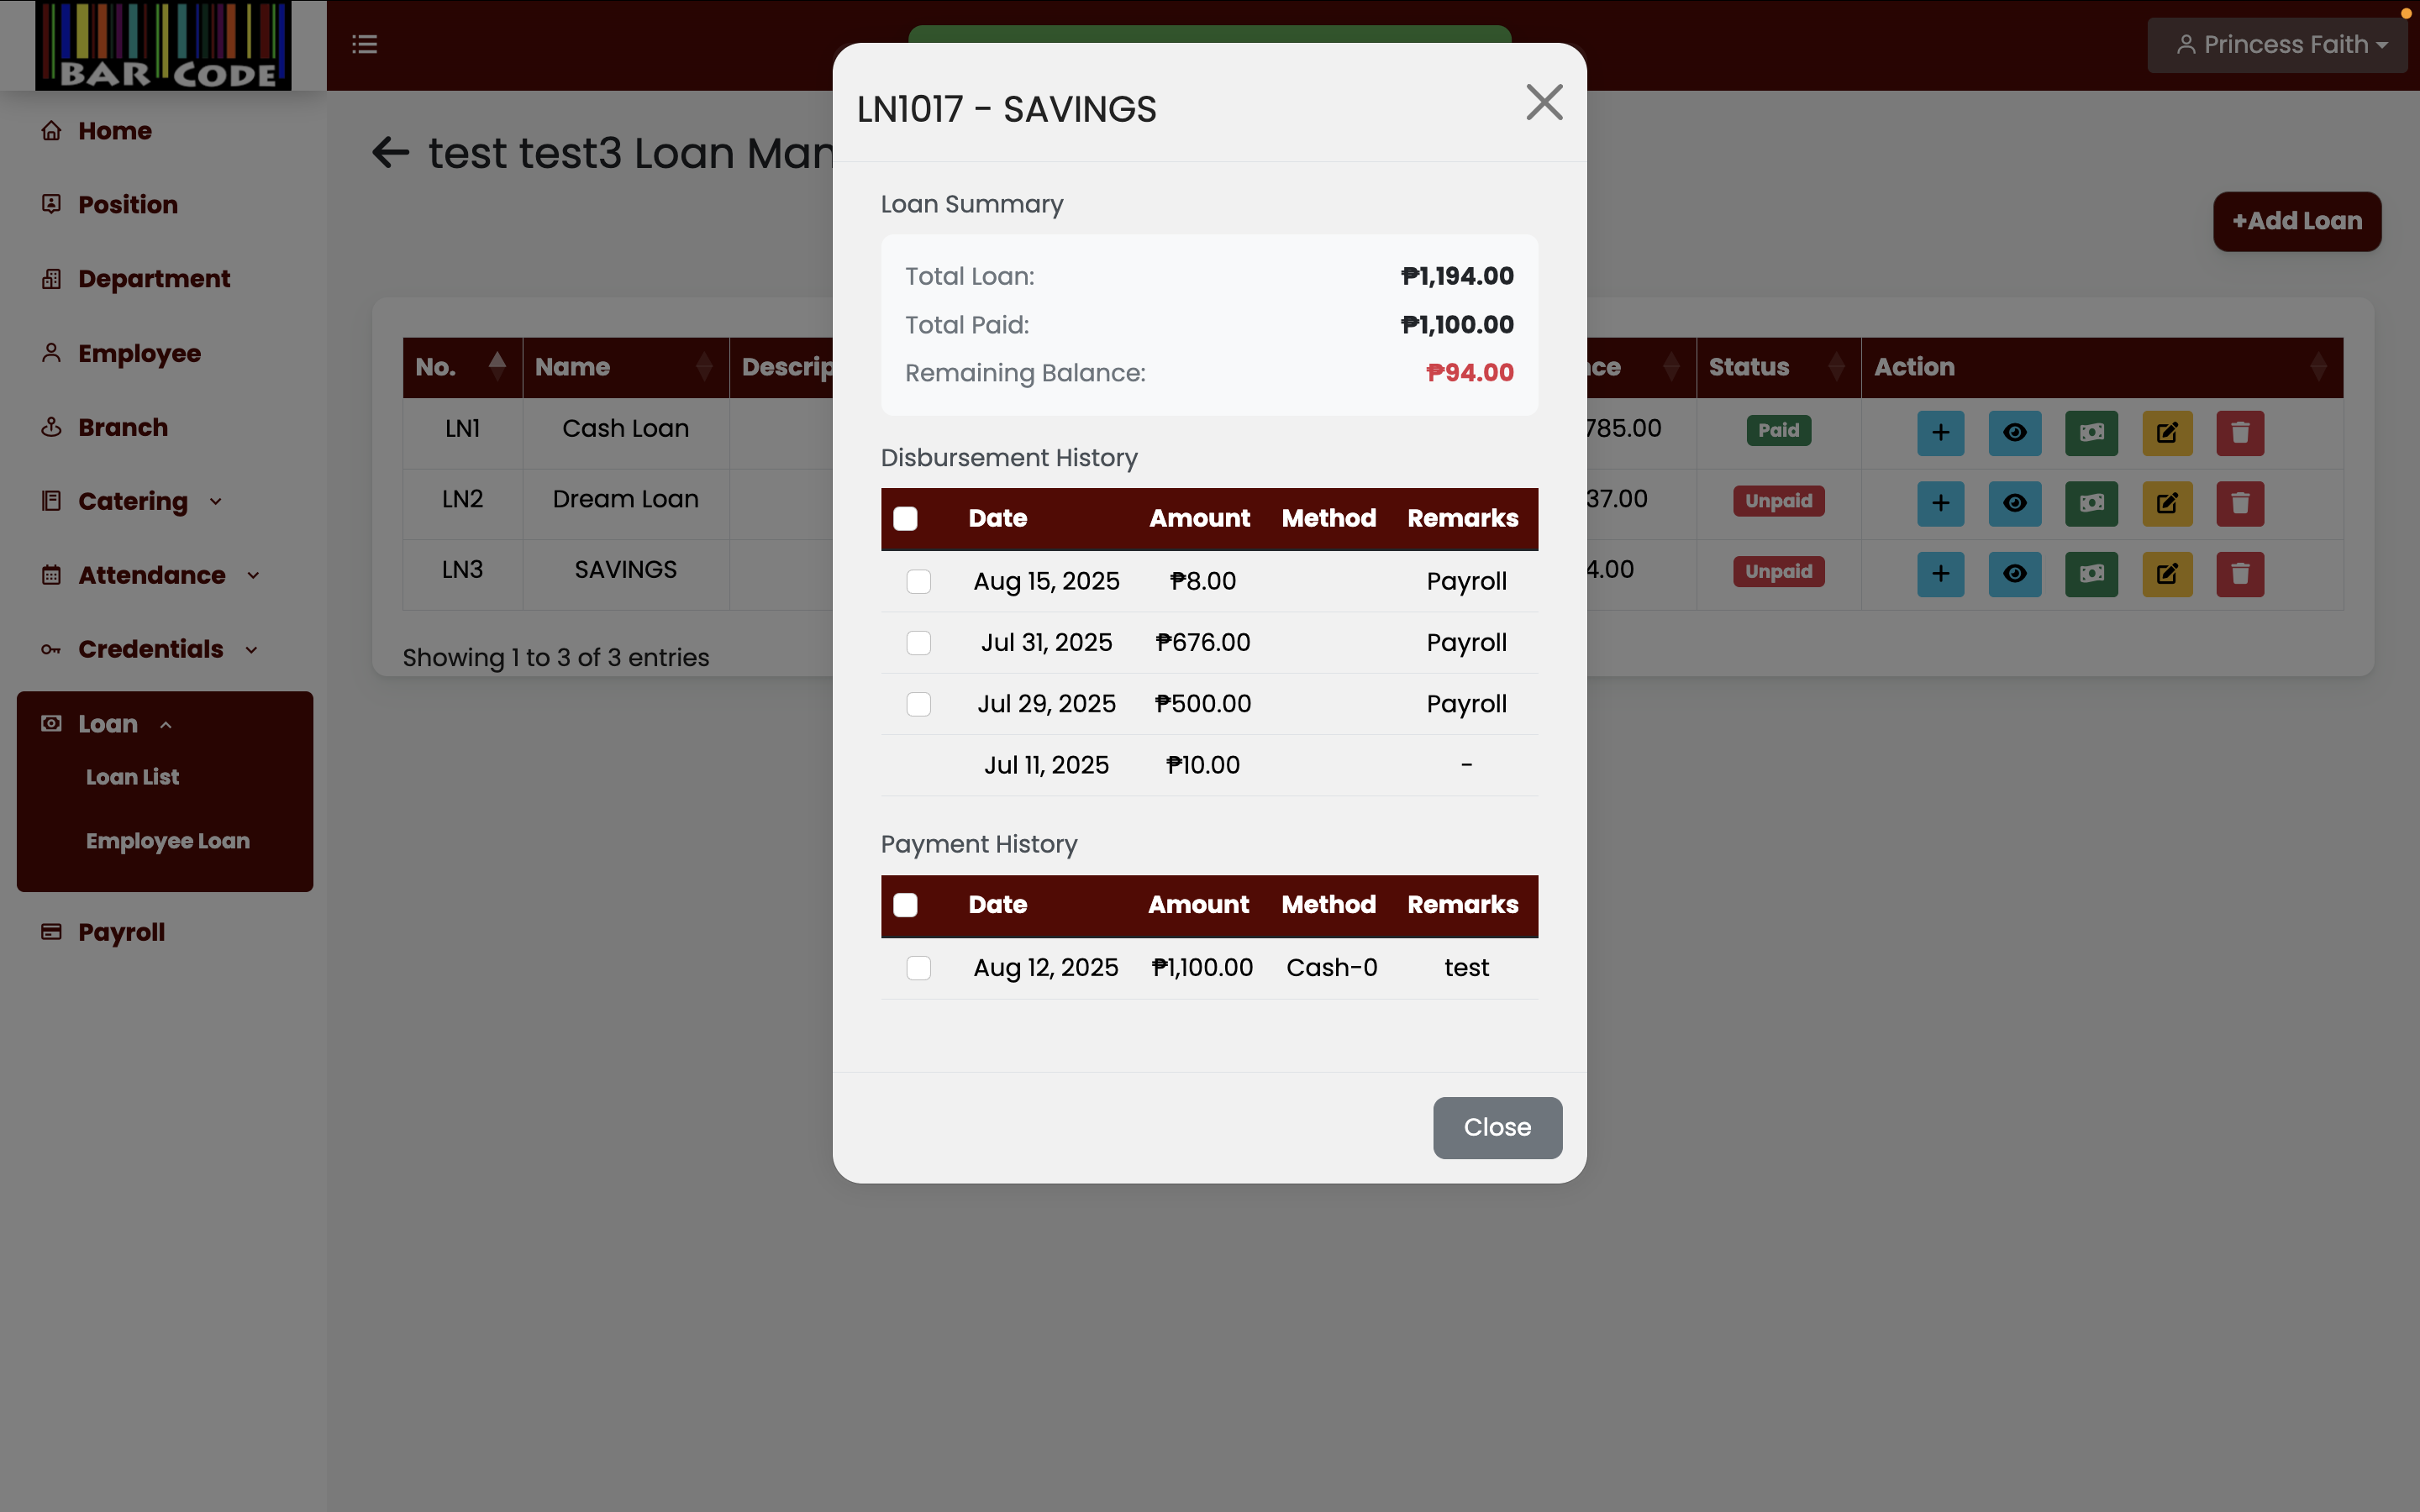 BAR CODE
Princess Faith
Home
Position
Department
Employee
Branch
Catering
Attendance
Credentials
Loan
Loan List
Employee Loan
Payroll
test test3 Loan
+Add Loan
No. Name Status Action
LN1 Cash Loan 785.00 Paid
LN2 Dream Loan 37.00 Unpaid
LN3 SAVINGS 4.00 Unpaid
Showing 1 to 3 of 3 entries
LN1017 - SAVINGS
Loan Summary
Total Loan: ₱1,194.00
Total Paid: ₱1,100.00
Remaining Balance: ₱94.00
Disbursement History
Date Amount Method Remarks
Aug 15, 2025 ₱8.00 Payroll
Jul 31, 2025 ₱676.00 Payroll
Jul 29, 2025 ₱500.00 Payroll
Jul 11, 2025 ₱10.00 -
Payment History
Date Amount Method Remarks
Aug 12, 2025 ₱1,100.00 Cash-0 test
Close